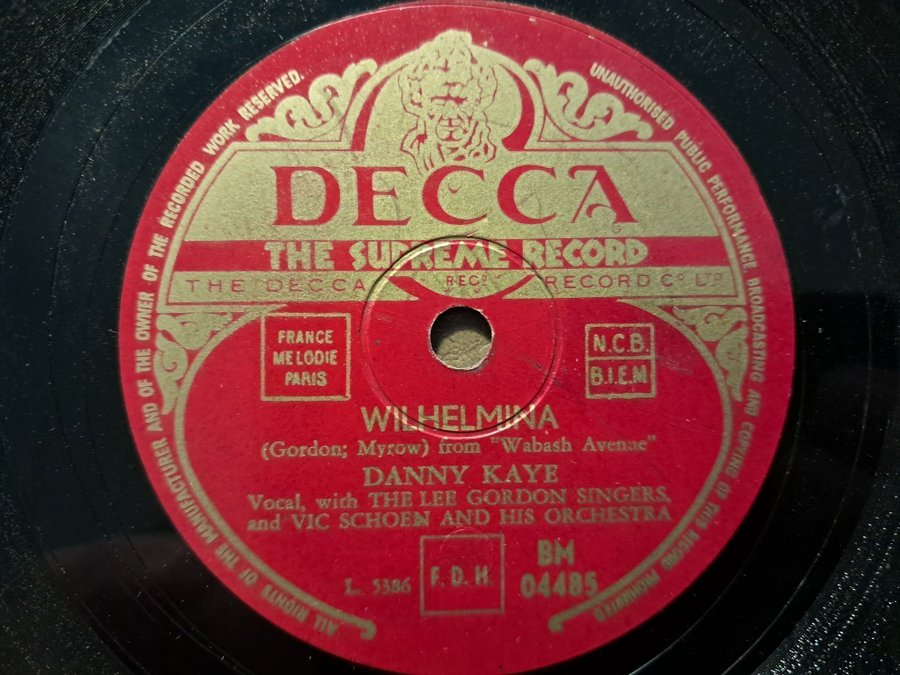 ALL RIGHTS OF THE MANUFACTURER AND OF THE OWNER OF THE RECORDED WORK RESERVED.
UNAUTHORISED PUBLIC PERFORMANCE, BROADCASTING AND COPYING OF THIS RECORD PROHIBITED
DECCA
THE SUPREME RECORD
THE DECCA RECORD Cº LTD
REGD
FRANCE
MELODIE
PARIS
N.C.B.
B.I.E.M
WILHELMINA
(Gordon; Myrow) from "Wabash Avenue"
DANNY KAYE
Vocal, with THE LEE GORDON SINGERS,
and VIC SCHOEN AND HIS ORCHESTRA
L. 5386
F. D. H.
BM
04485